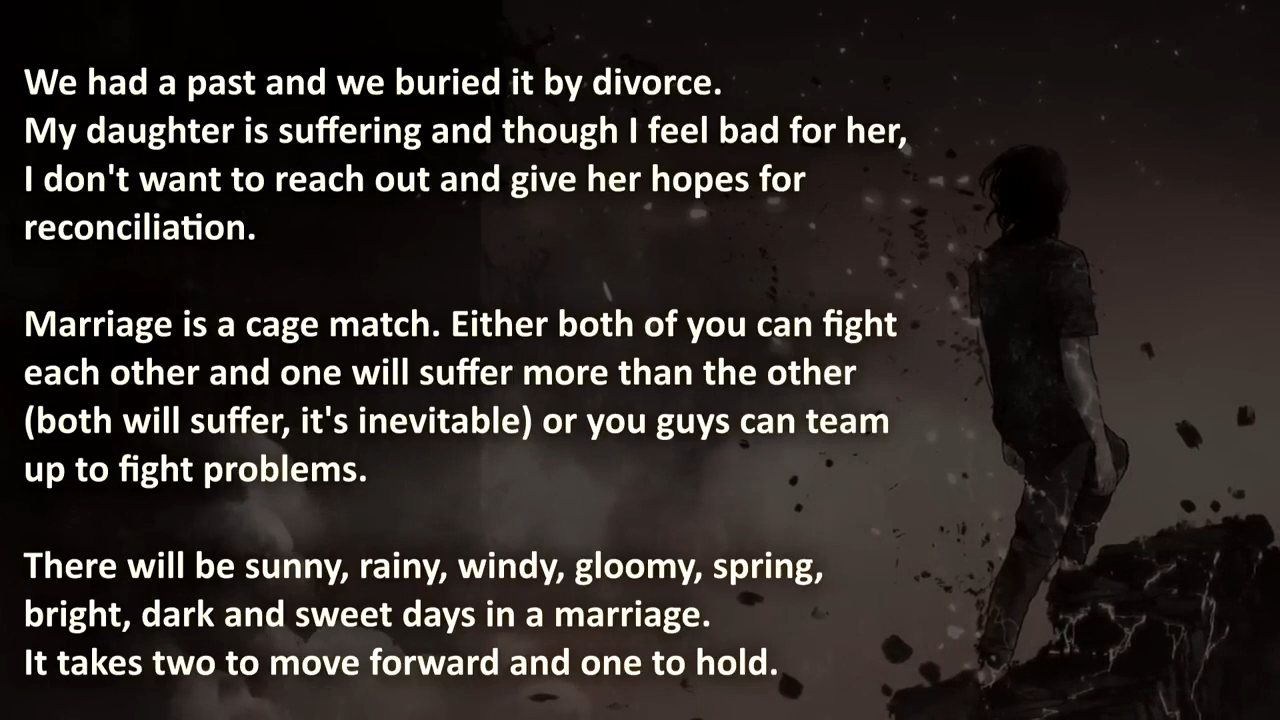 We had a past and we buried it by divorce.
My daughter is suffering and though I feel bad for her,
I don't want to reach out and give her hopes for
reconciliation.
Marriage is a cage match. Either both of you can fight
each other and one will suffer more than the other
(both will suffer, it's inevitable) or you guys can team
up to fight problems.
There will be sunny, rainy, windy, gloomy, spring,
bright, dark and sweet days in a marriage.
It takes two to move forward and one to hold.